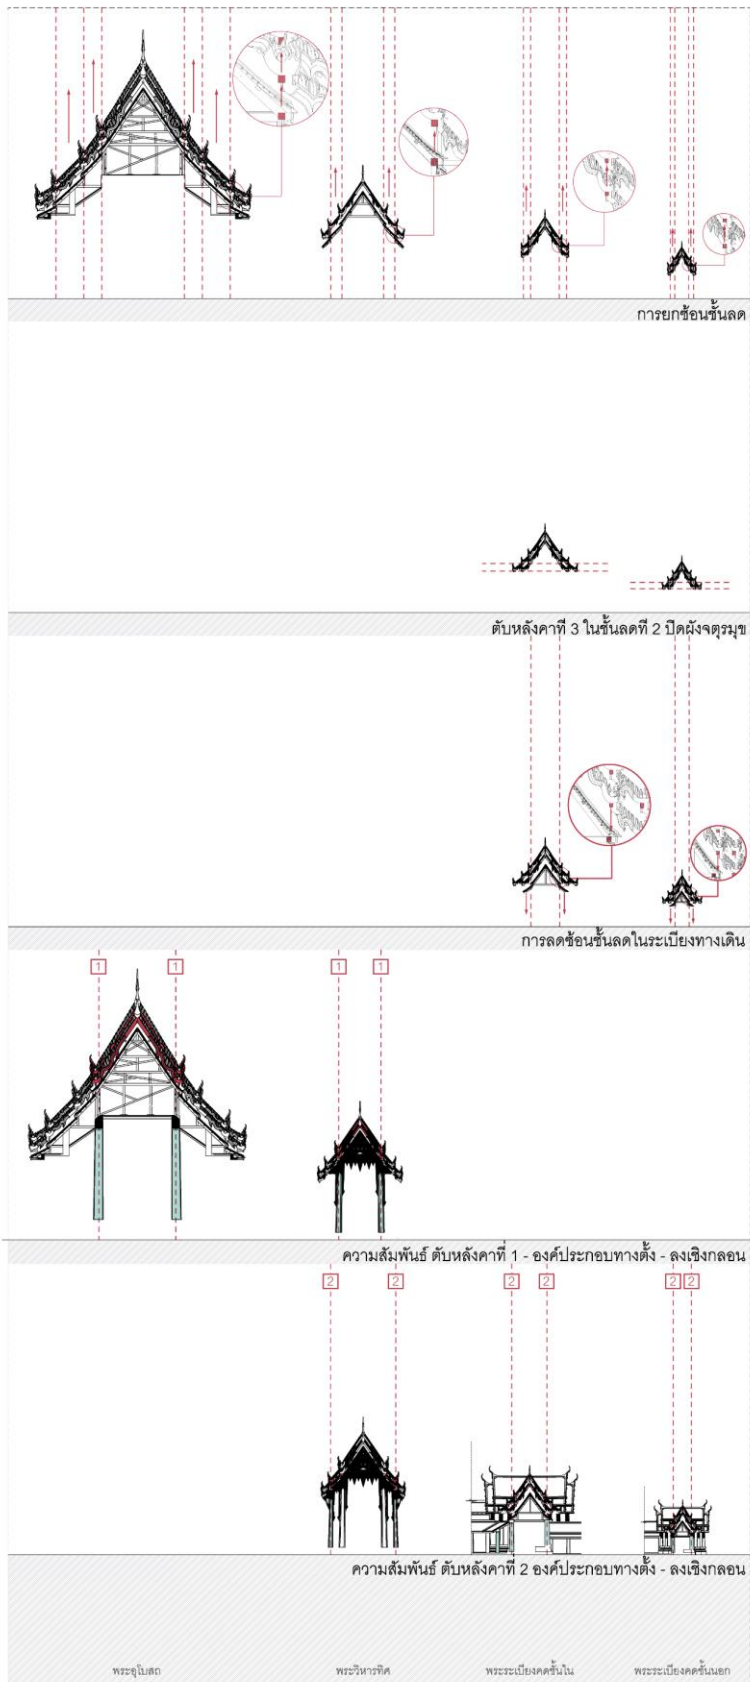 การยกซ้อนชั้นลด
ตับหลังคาที่ 3 ในชั้นลดที่ 2 ปิดผังจตุรมุข
การลดซ้อนชั้นลดในระเบียงทางเดิน
1 1 1 1
ความสัมพันธ์ ตับหลังคาที่ 1 - องค์ประกอบทางตั้ง - ลงเชิงกลอน
2 2 2 2 2 2
ความสัมพันธ์ ตับหลังคาที่ 2 องค์ประกอบทางตั้ง - ลงเชิงกลอน
พระอุโบสถ พระวิหารทิศ พระระเบียงคดชั้นใน พระระเบียงคดชั้นนอก